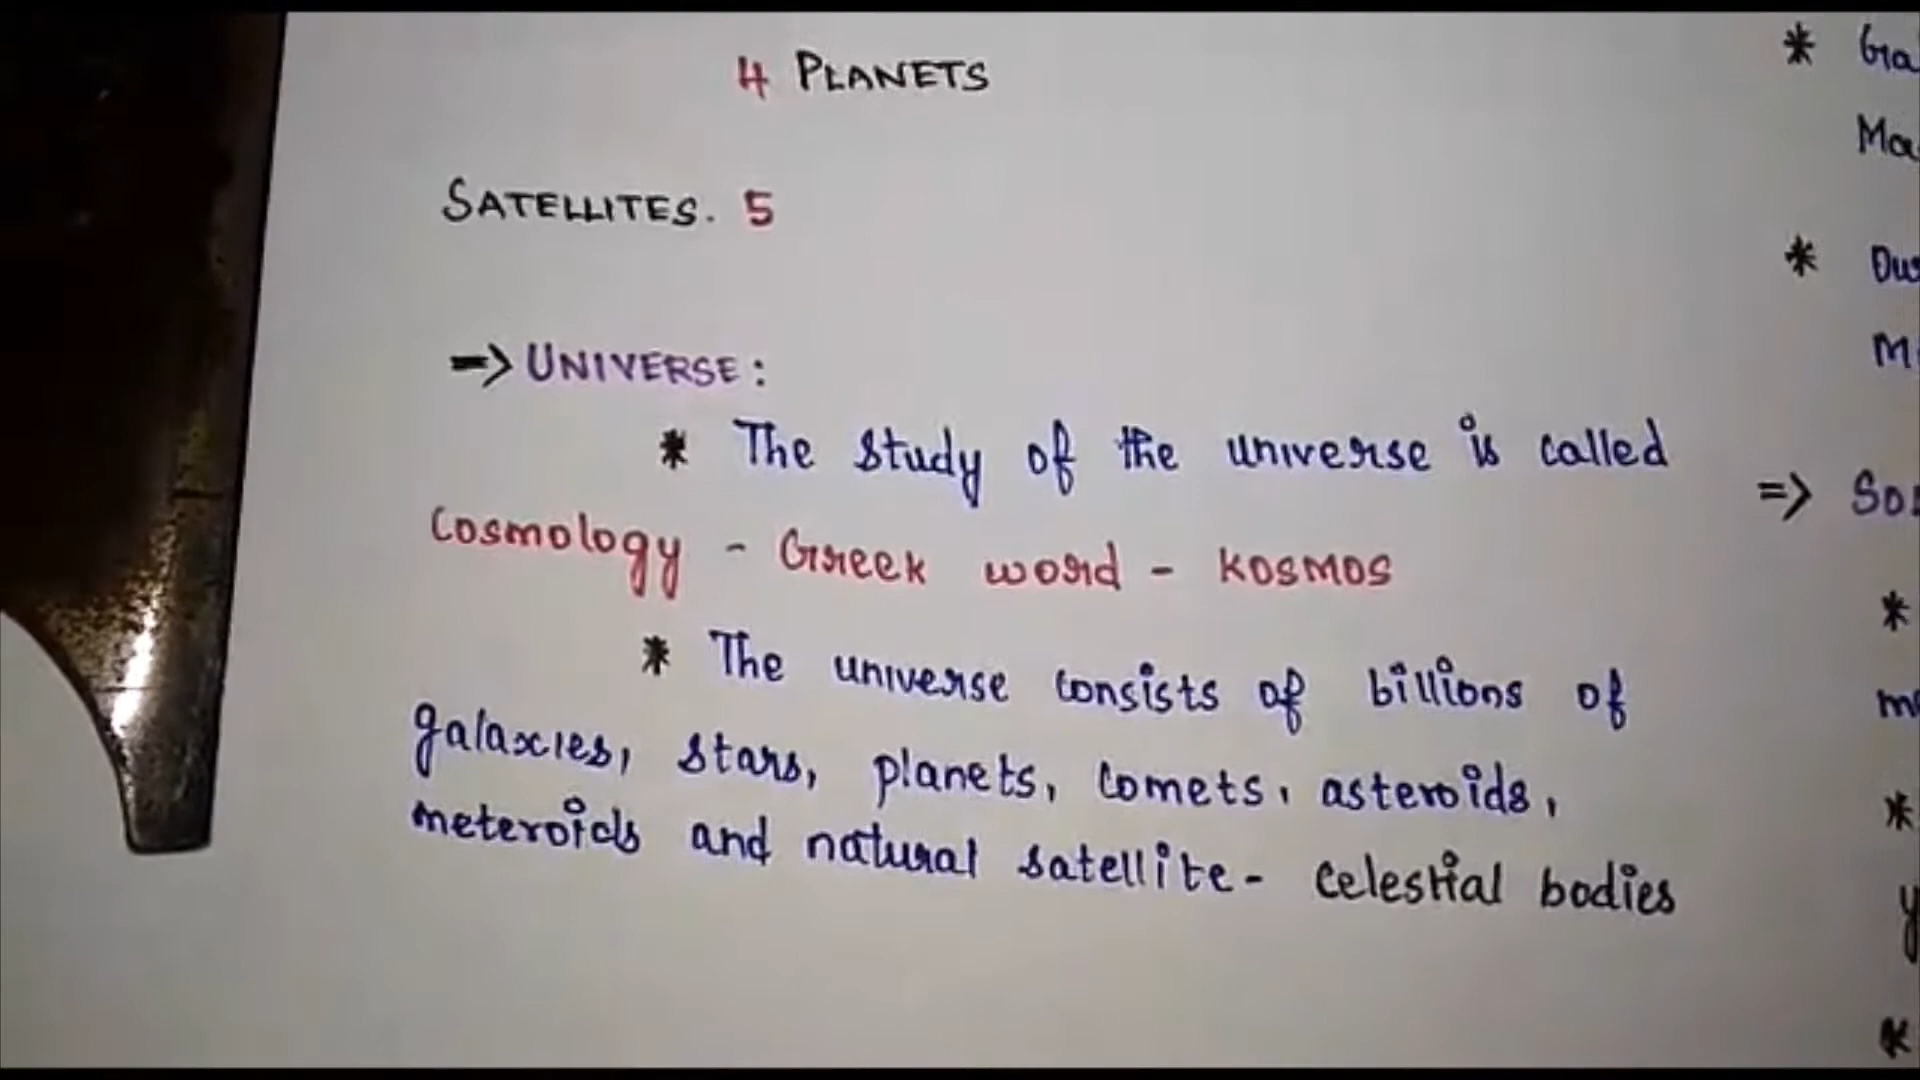 4 PLANETS
SATELLITES. 5
=> UNIVERSE:
* The study of the universe is called
Cosmology - Greek word - KOSMOS
* The universe consists of billions of
galaxies, stars, planets, comets, asteroids,
meteroids and natural satellite - celestial bodies